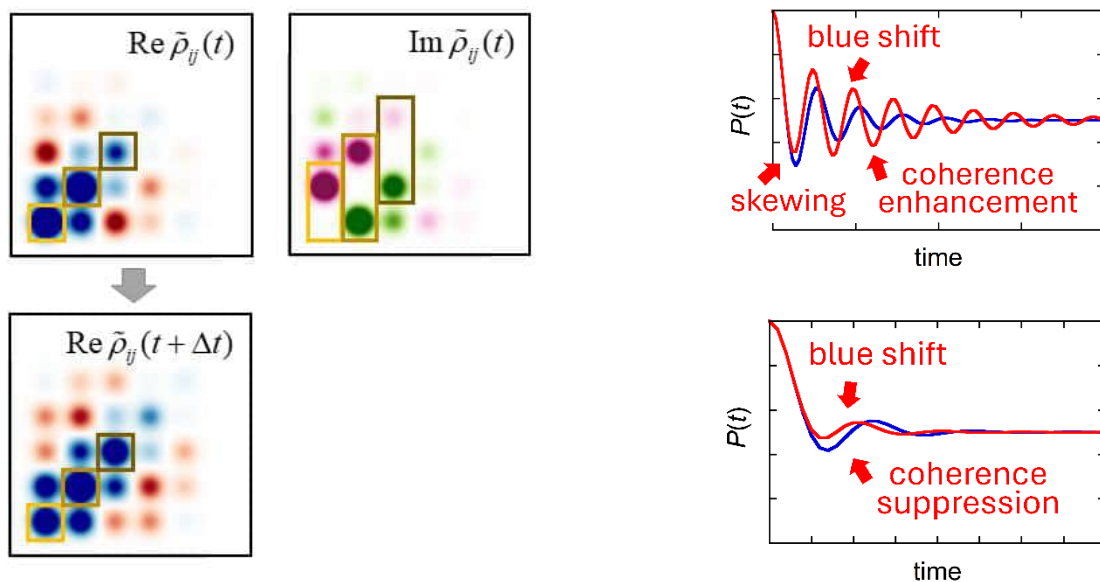 Re ρ̃ij(t)
Im ρ̃ij(t)
Re ρ̃ij(t + Δt)
blue shift
P(t)
skewing
coherence
enhancement
time
blue shift
P(t)
coherence
suppression
time